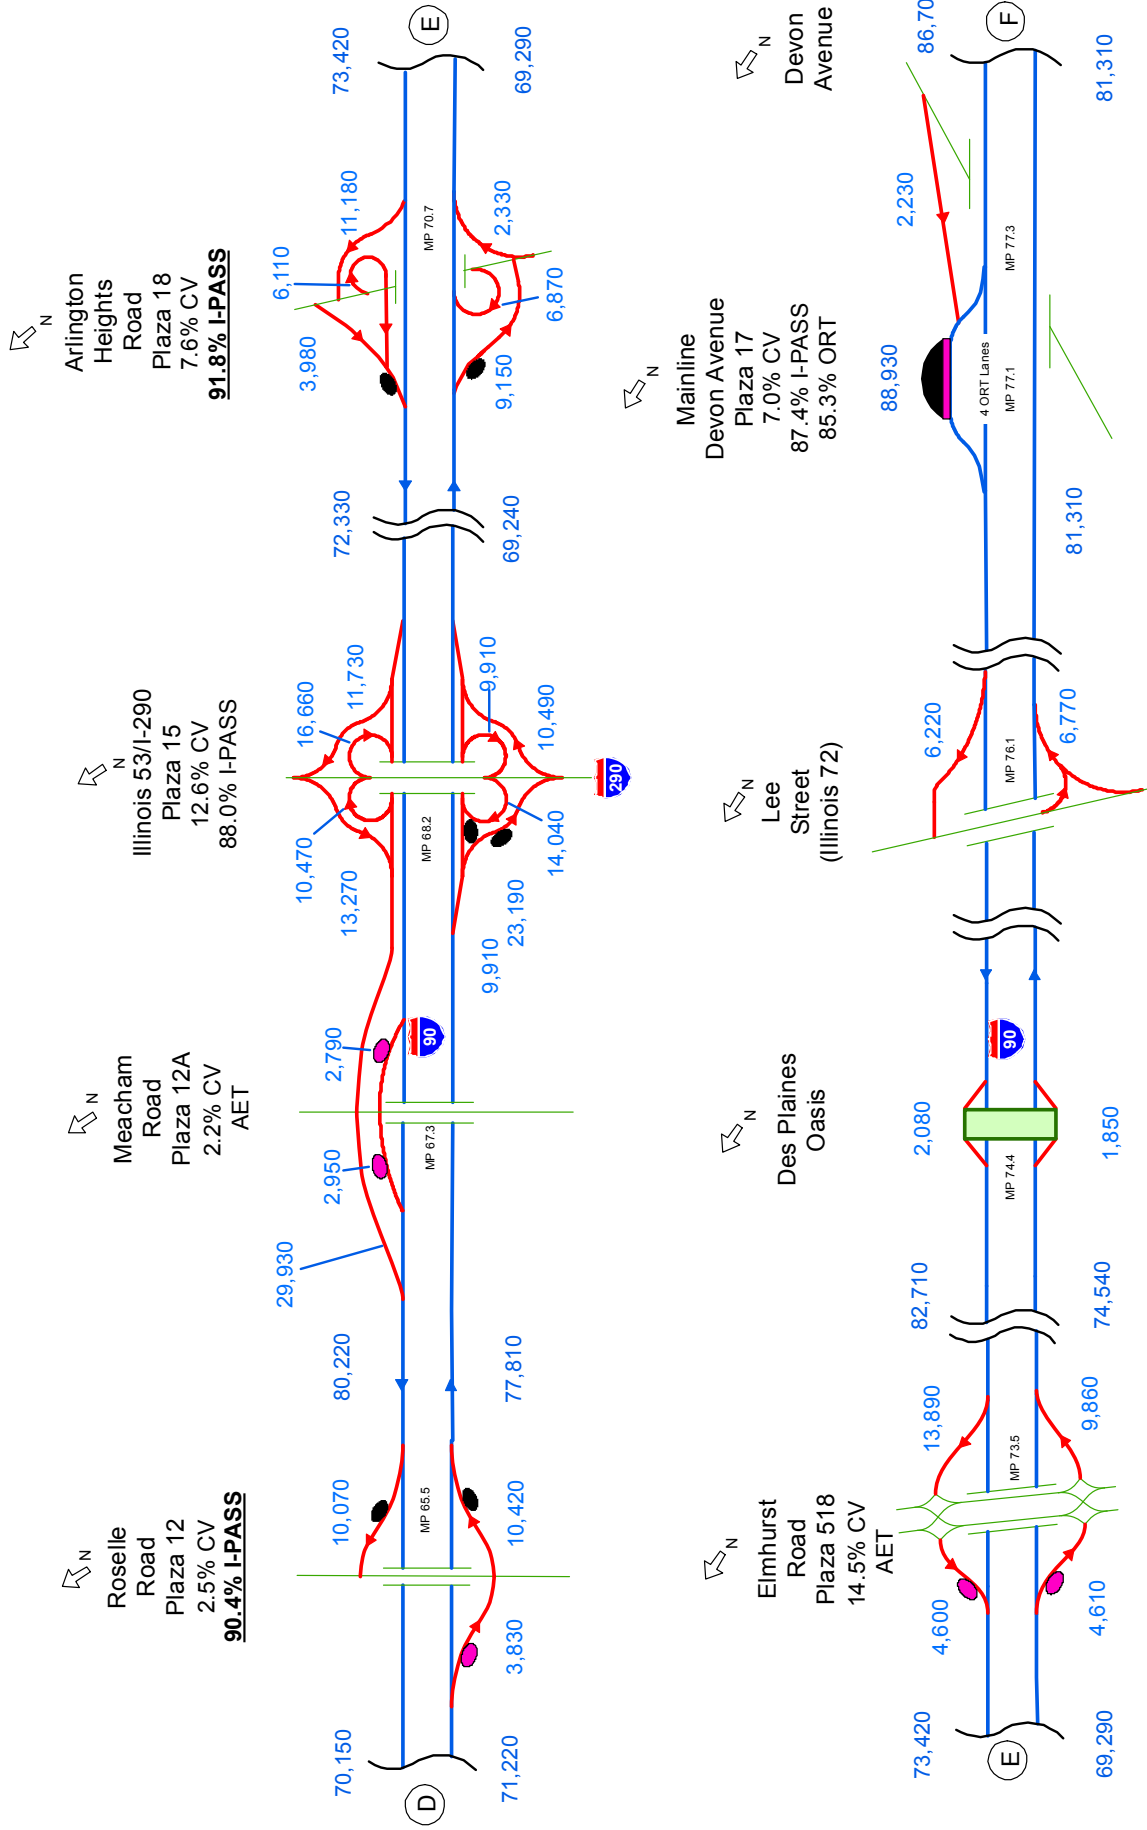 N
Roselle
Road
Plaza 12
2.5% CV
90.4% I-PASS
N
Meacham
Road
Plaza 12A
2.2% CV
AET
N
Illinois 53/I-290
Plaza 15
12.6% CV
88.0% I-PASS
N
Arlington
Heights
Road
Plaza 18
7.6% CV
91.8% I-PASS
70,150
10,070
80,220
29,930
2,950
2,790
10,470
13,270
16,660
11,730
72,330
3,980
6,110
11,180
73,420
D
MP 65.5
MP 67.3
90
MP 68.2
MP 70.7
E
71,220
3,830
10,420
77,810
9,910
23,190
14,040
290
10,490
9,910
69,240
9,150
6,870
2,330
69,290
N
Elmhurst
Road
Plaza 518
14.5% CV
AET
N
Des Plaines
Oasis
N
Lee
Street
(Illinois 72)
N
Mainline
Devon Avenue
Plaza 17
7.0% CV
87.4% I-PASS
85.3% ORT
N
Devon
Avenue
73,420
4,600
13,890
82,710
2,080
6,220
88,930
2,230
86,70
E
MP 73.5
MP 74.4
90
MP 76.1
4 ORT Lanes
MP 77.1
MP 77.3
F
69,290
4,610
9,860
74,540
1,850
6,770
81,310
81,310